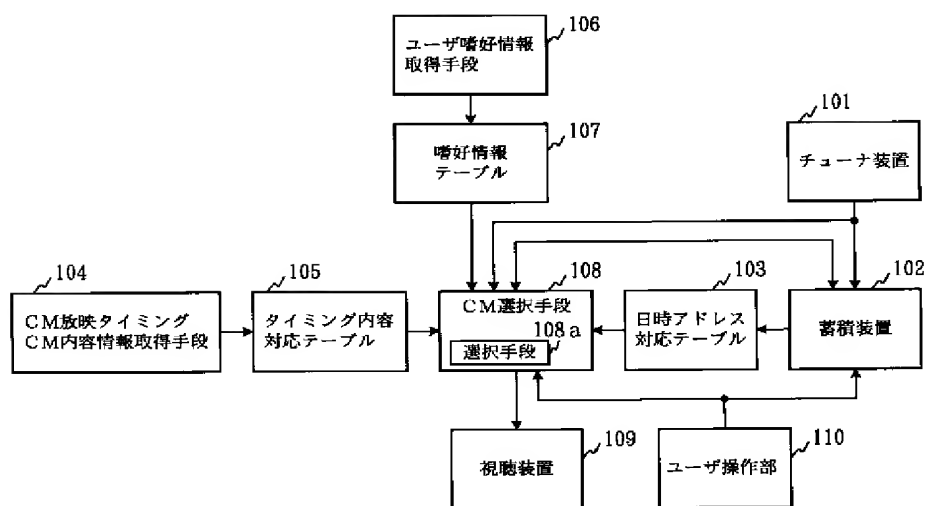 106
ユーザ嗜好情報
取得手段
101
107
チューナ装置
嗜好情報
テーブル
104
105
108
103
102
CM放映タイミング
CM内容情報取得手段
タイミング内容
対応テーブル
CM選択手段
108a
選択手段
日時アドレス
対応テーブル
蓄積装置
109
110
視聴装置
ユーザ操作部